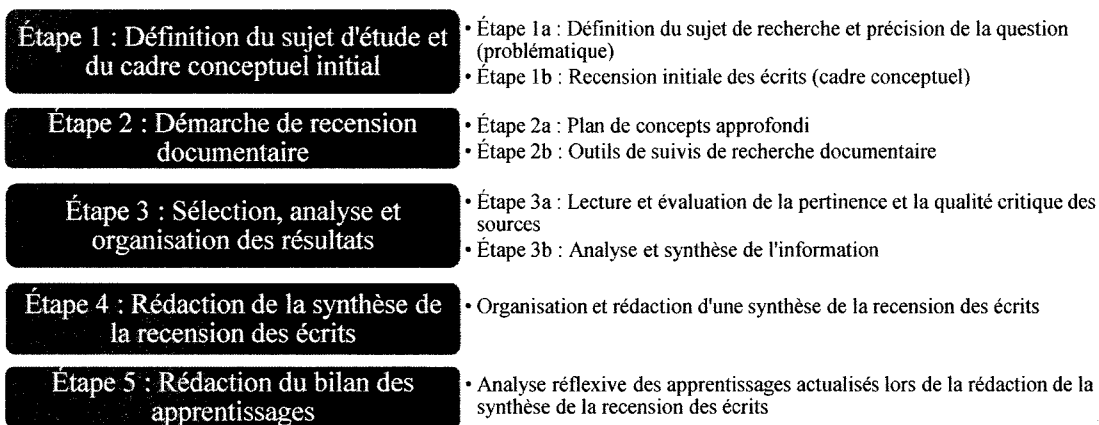 Étape 1 : Définition du sujet d'étude et
du cadre conceptuel initial
• Étape 1a : Définition du sujet de recherche et précision de la question
(problématique)
• Étape 1b : Recension initiale des écrits (cadre conceptuel)
Étape 2 : Démarche de recension
documentaire
• Étape 2a : Plan de concepts approfondi
• Étape 2b : Outils de suivis de recherche documentaire
Étape 3 : Sélection, analyse et
organisation des résultats
• Étape 3a : Lecture et évaluation de la pertinence et la qualité critique des
sources
• Étape 3b : Analyse et synthèse de l'information
Étape 4 : Rédaction de la synthèse de
la recension des écrits
• Organisation et rédaction d'une synthèse de la recension des écrits
Étape 5 : Rédaction du bilan des
apprentissages
• Analyse réflexive des apprentissages actualisés lors de la rédaction de la
synthèse de la recension des écrits